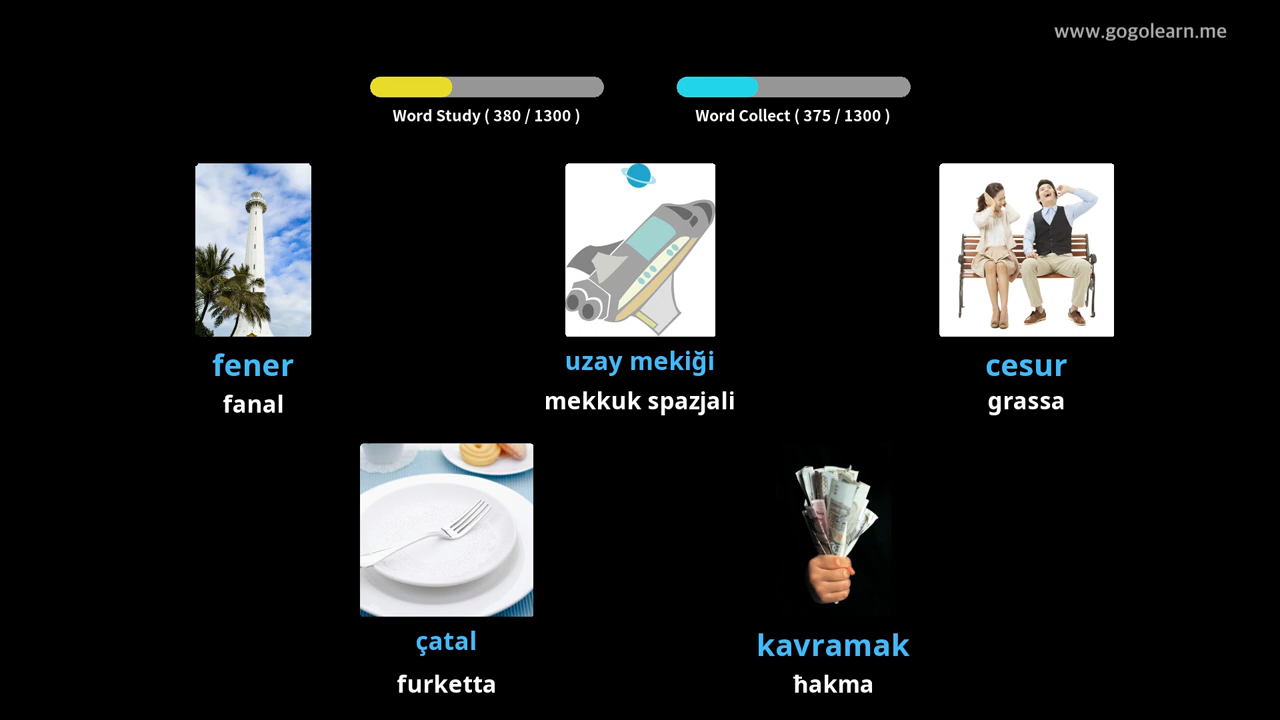 www.gogolearn.me
Word Study ( 380 / 1300 )
Word Collect ( 375 / 1300 )
fener
fanal
uzay mekiği
mekkuk spazjali
cesur
grassa
çatal
furketta
kavramak
ħakma